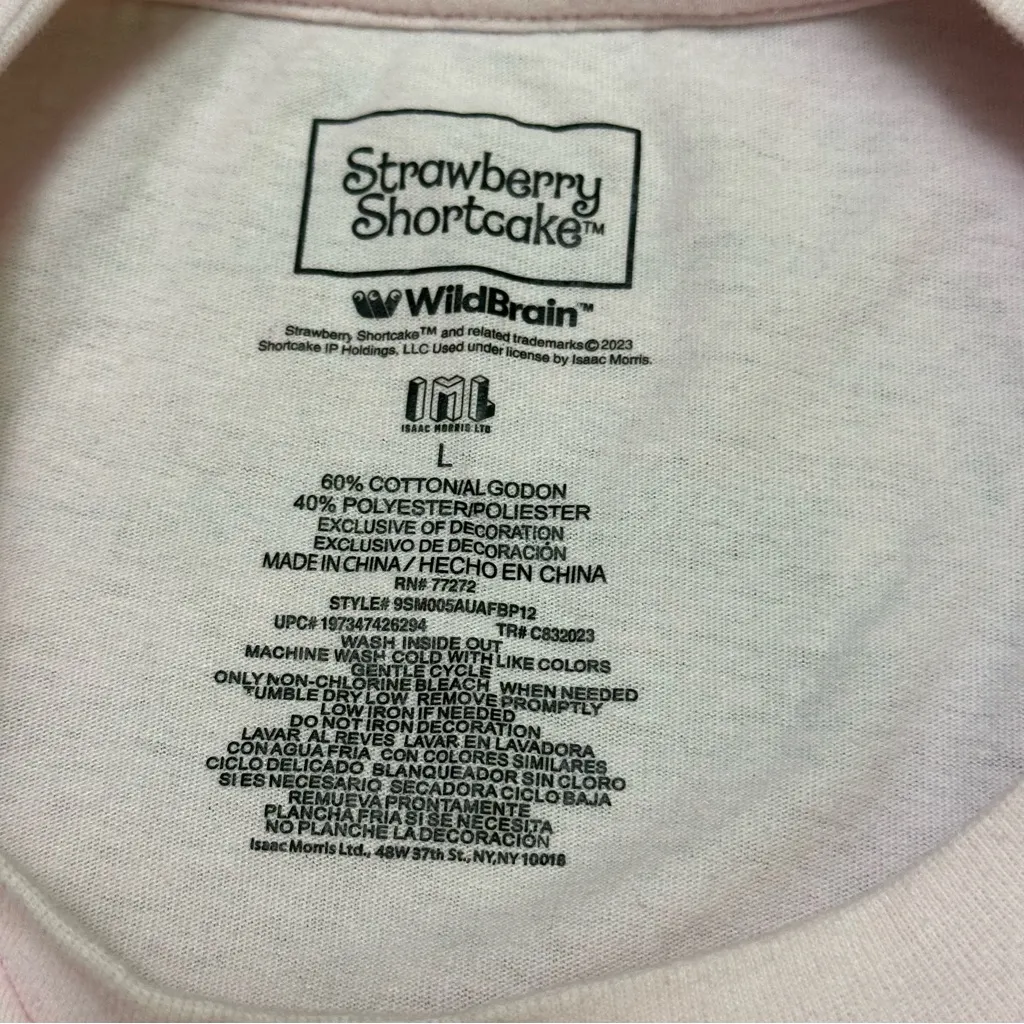 Strawberry
Shortcake™
WildBrain™
Strawberry Shortcake™ and related trademarks©2023
Shortcake IP Holdings, LLC Used under license by Isaac Morris.
IML
ISAAC MORRIS LTD
L
60% COTTON/ALGODON
40% POLYESTER/POLIESTER
EXCLUSIVE OF DECORATION
EXCLUSIVO DE DECORACIÓN
MADE IN CHINA / HECHO EN CHINA
RN# 77272
STYLE# 9SM005AUAFBP12
UPC# 197347426294 TR# C832023
WASH INSIDE OUT
MACHINE WASH COLD WITH LIKE COLORS
GENTLE CYCLE
ONLY NON-CHLORINE BLEACH WHEN NEEDED
TUMBLE DRY LOW REMOVE PROMPTLY
LOW IRON IF NEEDED
DO NOT IRON DECORATION
LAVAR AL REVES LAVAR EN LAVADORA
CON AGUA FRIA CON COLORES SIMILARES
CICLO DELICADO BLANQUEADOR SIN CLORO
SI ES NECESARIO SECADORA CICLO BAJA
REMUEVA PRONTAMENTE
PLANCHA FRIA SI SE NECESITA
NO PLANCHE LA DECORACIÓN
Isaac Morris Ltd., 48W 37th St., NY, NY 10018